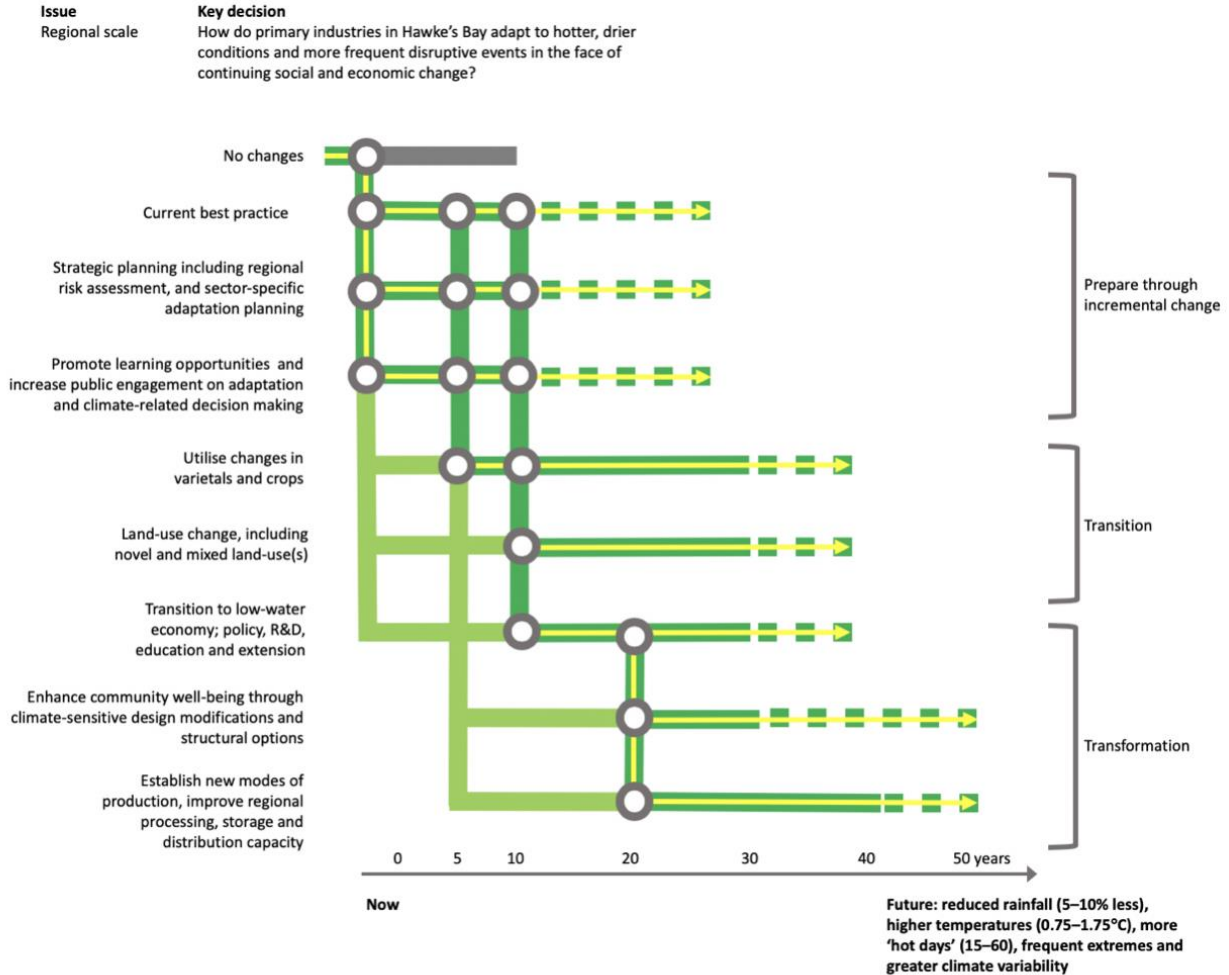 Issue
Key decision
Regional scale
How do primary industries in Hawke’s Bay adapt to hotter, drier
conditions and more frequent disruptive events in the face of
continuing social and economic change?
No changes
Current best practice
Strategic planning including regional
risk assessment, and sector-specific
adaptation planning
Promote learning opportunities and
increase public engagement on adaptation
and climate-related decision making
Prepare through
incremental change
Utilise changes in
varietals and crops
Land-use change, including
novel and mixed land-use(s)
Transition
Transition to low-water
economy; policy, R&D,
education and extension
Enhance community well-being through
climate-sensitive design modifications and
structural options
Establish new modes of
production, improve regional
processing, storage and
distribution capacity
Transformation
0 5 10 20 30 40 50 years
Now
Future: reduced rainfall (5–10% less),
higher temperatures (0.75–1.75°C), more
‘hot days’ (15–60), frequent extremes and
greater climate variability